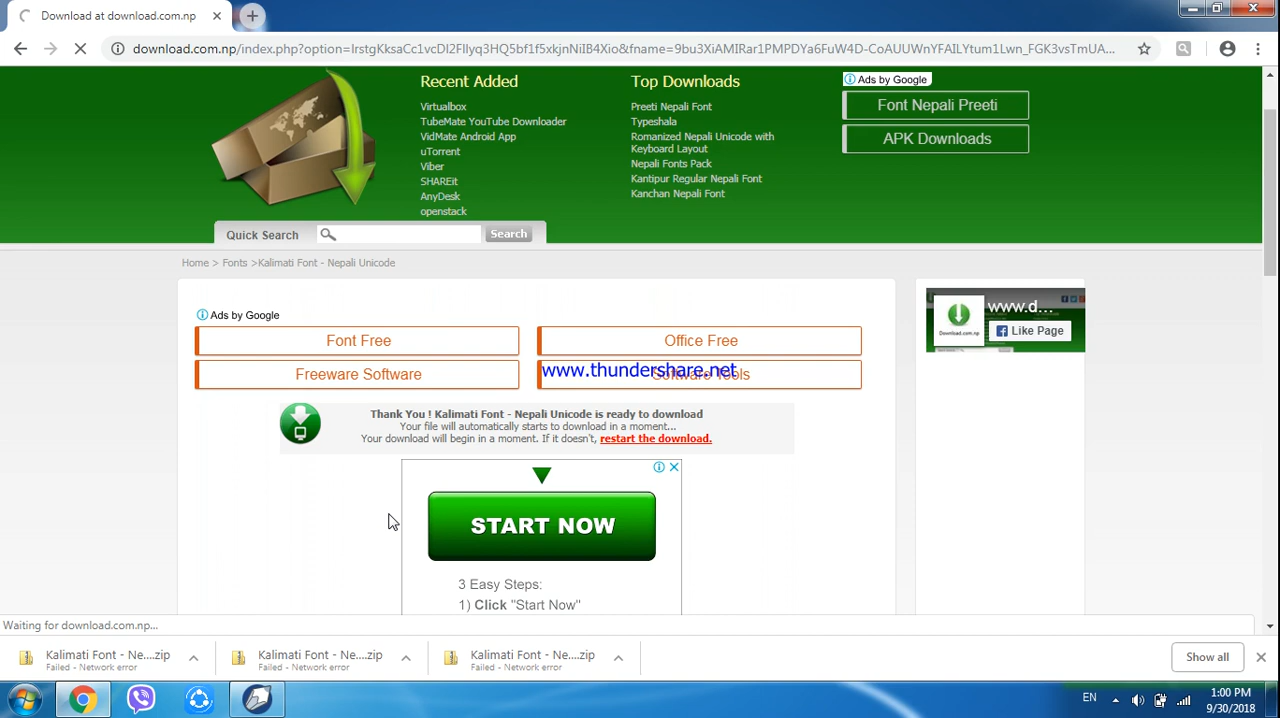 Download at download.com.np
download.com.np/index.php?option=lrstgKksaCc1vcDI2Fllyq3HQ5bf1f5xkjnNiIB4Xio&fname=9bu3XiAMIRar1PMPDYa6FuW4D-CoAUUWnYFAILYtum1Lwn_FGK3vsTmUA...
Recent Added
Virtualbox
TubeMate YouTube Downloader
VidMate Android App
uTorrent
Viber
SHAREit
AnyDesk
openstack
Top Downloads
Preeti Nepali Font
Typeshala
Romanized Nepali Unicode with
Keyboard Layout
Nepali Fonts Pack
Kantipur Regular Nepali Font
Kanchan Nepali Font
Ads by Google
Font Nepali Preeti
APK Downloads
Quick Search
Search
Home > Fonts >Kalimati Font - Nepali Unicode
Ads by Google
Font Free
Office Free
Freeware Software
Software Tools
www.thundershare.net
www.d...
Download.com.np
Like Page
Thank You ! Kalimati Font - Nepali Unicode is ready to download
Your file will automatically starts to download in a moment...
Your download will begin in a moment. If it doesn't, restart the download.
START NOW
3 Easy Steps:
1) Click "Start Now"
Waiting for download.com.np...
Kalimati Font - Ne....zip
Failed - Network error
Kalimati Font - Ne....zip
Failed - Network error
Kalimati Font - Ne....zip
Failed - Network error
Show all
EN
1:00 PM
9/30/2018